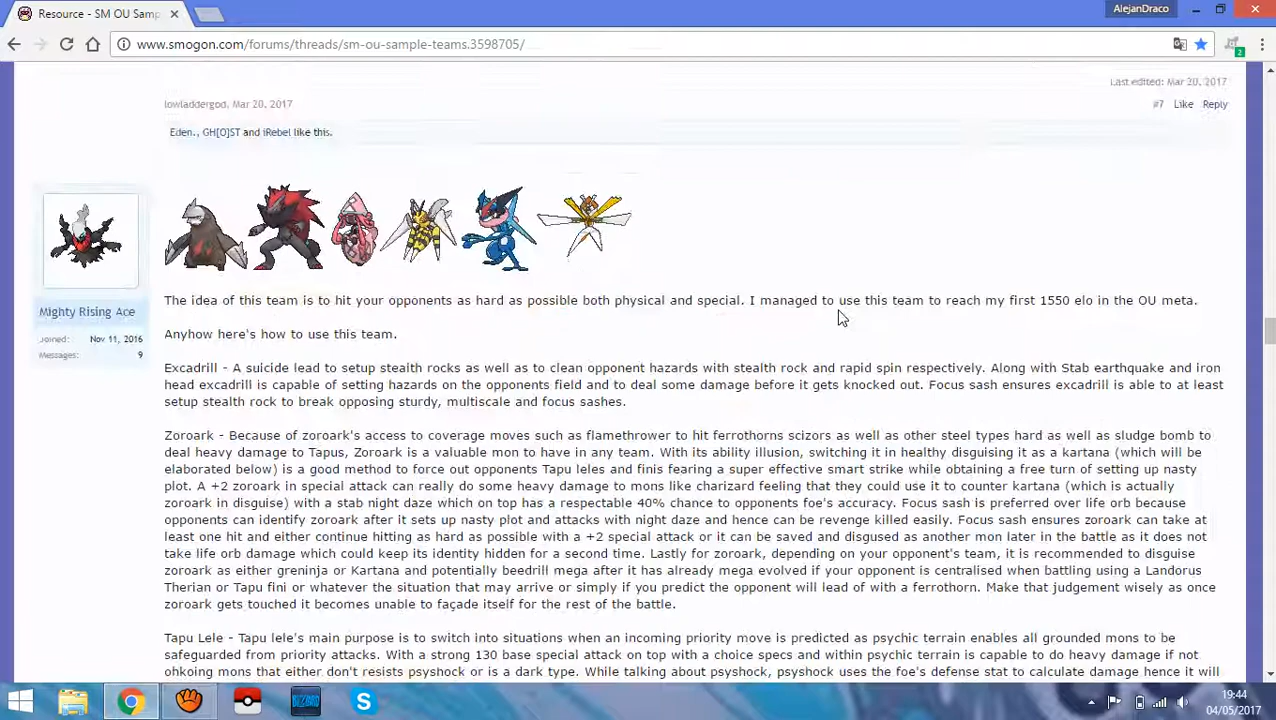 AlejanDraco
Resource - SM OU Samp
www.smogon.com/forums/threads/sm-ou-sample-teams.3598705/
2
Last edited: Mar 20, 2017
lowladdergod, Mar 20, 2017
#7 Like Reply
Eden., GH[O]ST and iRebel like this.
Mighty Rising Ace
Joined: Nov 11, 2016
Messages: 9
The idea of this team is to hit your opponents as hard as possible both physical and special. I managed to use this team to reach my first 1550 elo in the OU meta.
Anyhow here's how to use this team.
Excadrill - A suicide lead to setup stealth rocks as well as to clean opponent hazards with stealth rock and rapid spin respectively. Along with Stab earthquake and iron
head excadrill is capable of setting hazards on the opponents field and to deal some damage before it gets knocked out. Focus sash ensures excadrill is able to at least
setup stealth rock to break opposing sturdy, multiscale and focus sashes.
Zoroark - Because of zoroark's access to coverage moves such as flamethrower to hit ferrothorns scizors as well as other steel types hard as well as sludge bomb to
deal heavy damage to Tapus, Zoroark is a valuable mon to have in any team. With its ability illusion, switching it in healthy disguising it as a kartana (which will be
elaborated below) is a good method to force out opponents Tapu leles and finis fearing a super effective smart strike while obtaining a free turn of setting up nasty
plot. A +2 zoroark in special attack can really do some heavy damage to mons like charizard feeling that they could use it to counter kartana (which is actually
zoroark in disguise) with a stab night daze which on top has a respectable 40% chance to opponents foe's accuracy. Focus sash is preferred over life orb because
opponents can identify zoroark after it sets up nasty plot and attacks with night daze and hence can be revenge killed easily. Focus sash ensures zoroark can take at
least one hit and either continue hitting as hard as possible with a +2 special attack or it can be saved and disgused as another mon later in the battle as it does not
take life orb damage which could keep its identity hidden for a second time. Lastly for zoroark, depending on your opponent's team, it is recommended to disguise
zoroark as either greninja or Kartana and potentially beedrill mega after it has already mega evolved if your opponent is centralised when battling using a Landorus
Therian or Tapu fini or whatever the situation that may arrive or simply if you predict the opponent will lead of with a ferrothorn. Make that judgement wisely as once
zoroark gets touched it becomes unable to façade itself for the rest of the battle.
Tapu Lele - Tapu lele's main purpose is to switch into situations when an incoming priority move is predicted as psychic terrain enables all grounded mons to be
safeguarded from priority attacks. With a strong 130 base special attack on top with a choice specs and within psychic terrain is capable to do heavy damage if not
ohkoing mons that either don't resists psyshock or is a dark type. While talking about psyshock, psyshock uses the foe's defense stat to calculate damage hence it will
BLIZZARD
19:44
04/05/2017